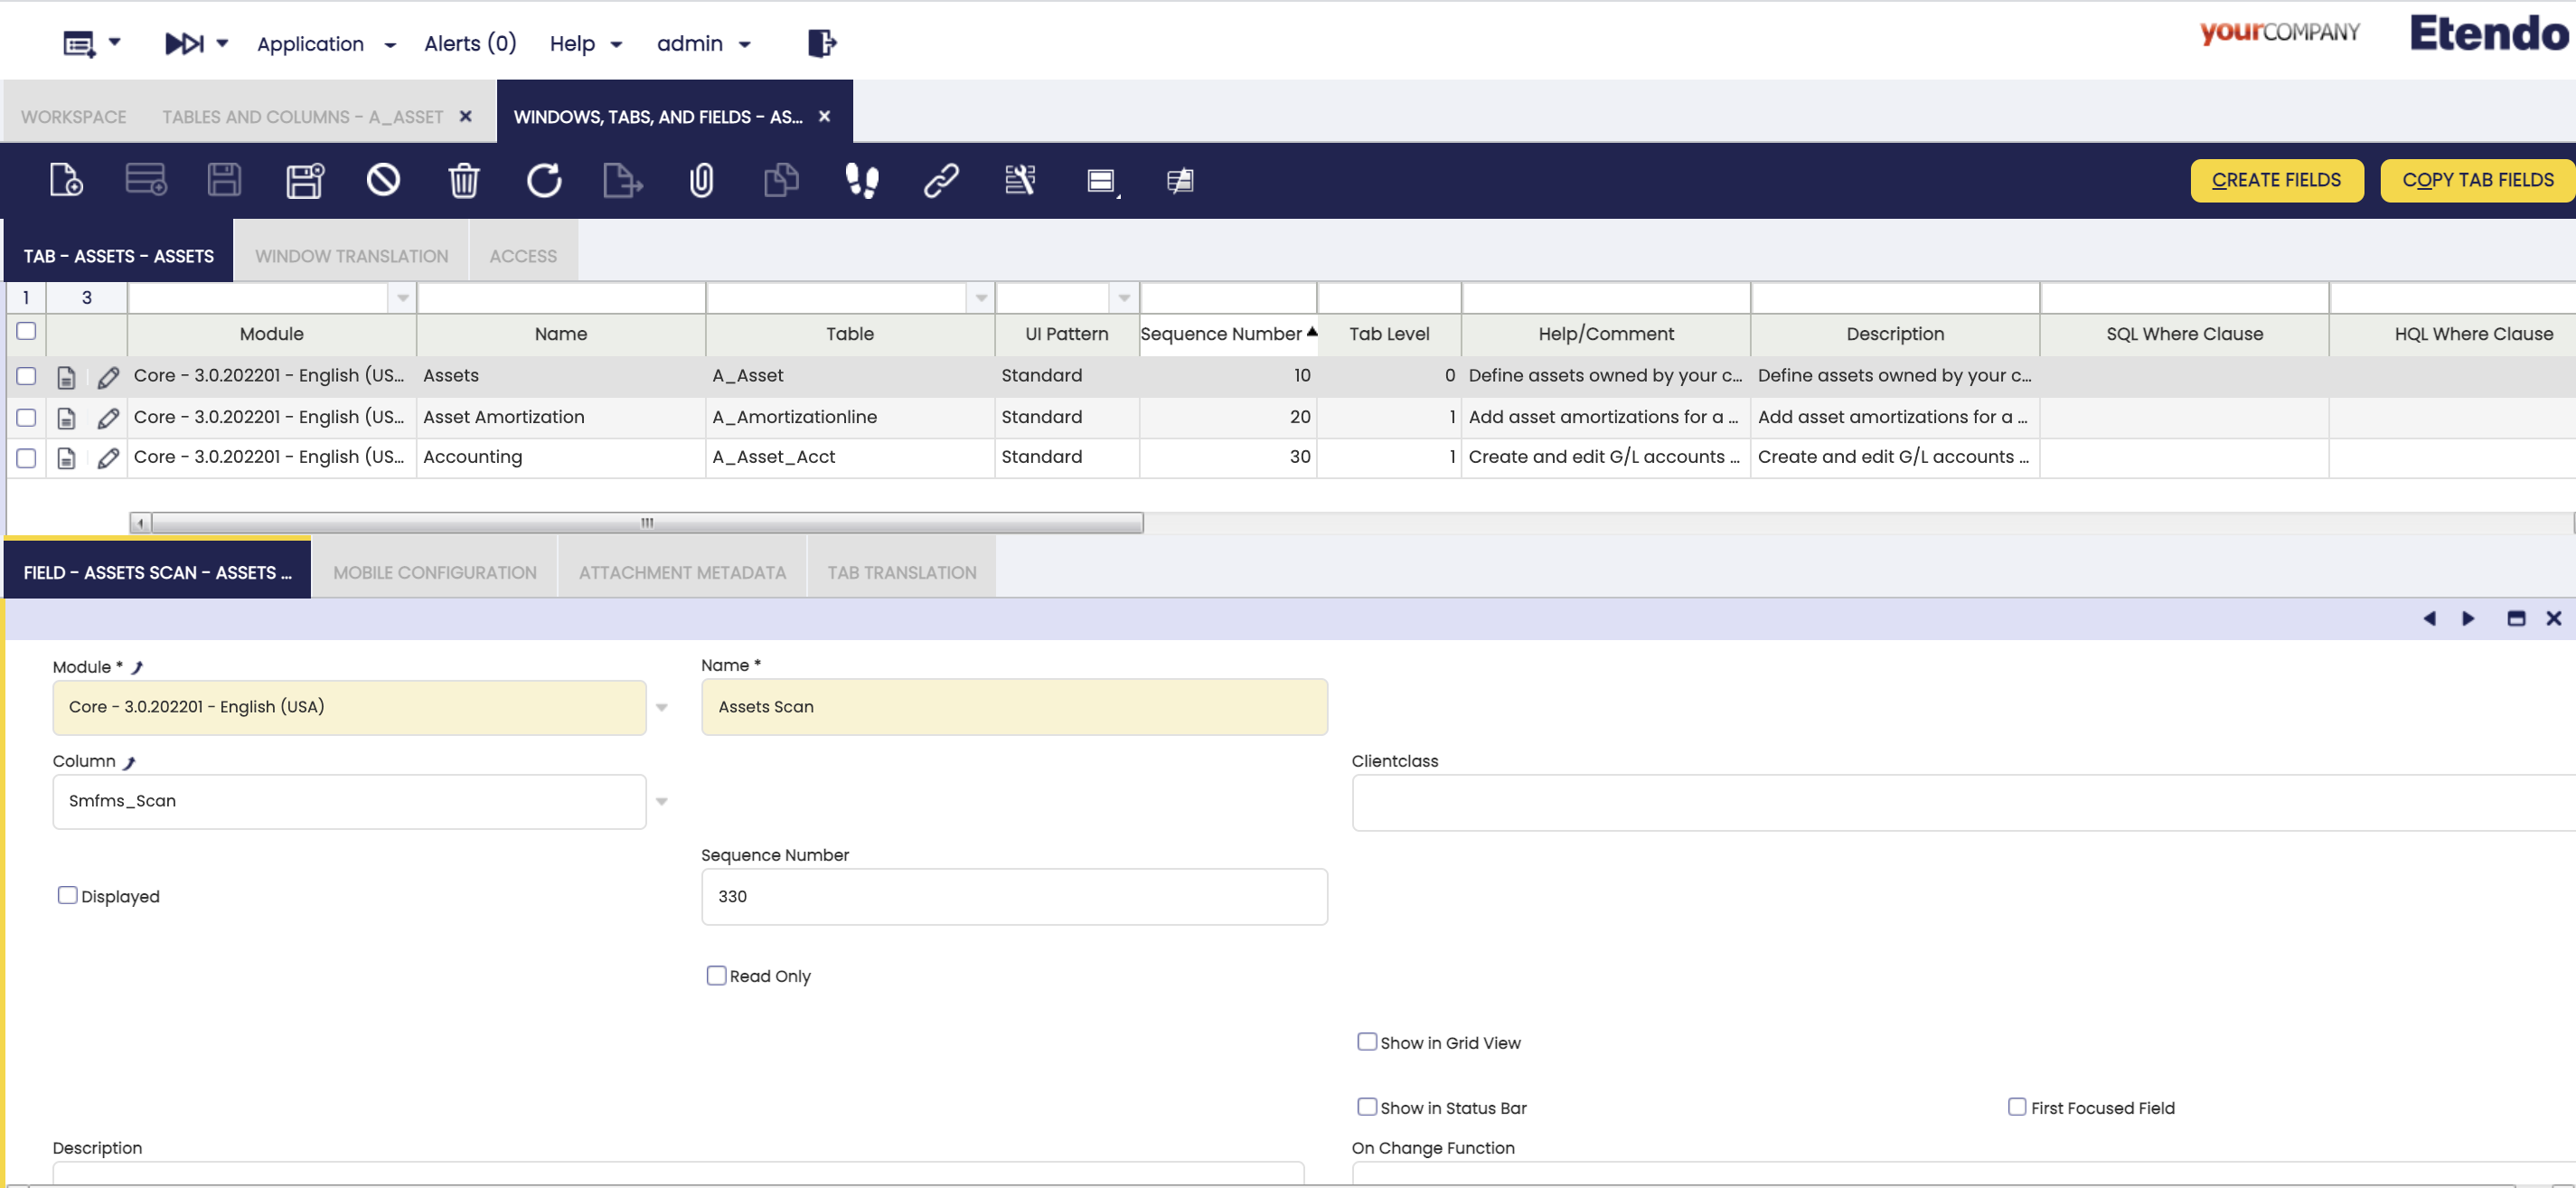 Application Alerts (0) Help admin yourCOMPANY Etendo
WORKSPACE TABLES AND COLUMNS - A_ASSET WINDOWS, TABS, AND FIELDS - AS...
CREATE FIELDS COPY TAB FIELDS
TAB - ASSETS - ASSETS WINDOW TRANSLATION ACCESS
1 3
Module Name Table UI Pattern Sequence Number Tab Level Help/Comment Description SQL Where Clause HQL Where Clause
Core - 3.0.202201 - English (US... Assets A_Asset Standard 10 0 Define assets owned by your c... Define assets owned by your c...
Core - 3.0.202201 - English (US... Asset Amortization A_Amortizationline Standard 20 1 Add asset amortizations for a ... Add asset amortizations for a ...
Core - 3.0.202201 - English (US... Accounting A_Asset_Acct Standard 30 1 Create and edit G/L accounts ... Create and edit G/L accounts ...
FIELD - ASSETS SCAN - ASSETS ... MOBILE CONFIGURATION ATTACHMENT METADATA TAB TRANSLATION
Module * Name *
Core - 3.0.202201 - English (USA) Assets Scan
Column Clientclass
Smfms_Scan
Sequence Number
Displayed 330
Read Only
Show in Grid View
Show in Status Bar First Focused Field
Description On Change Function